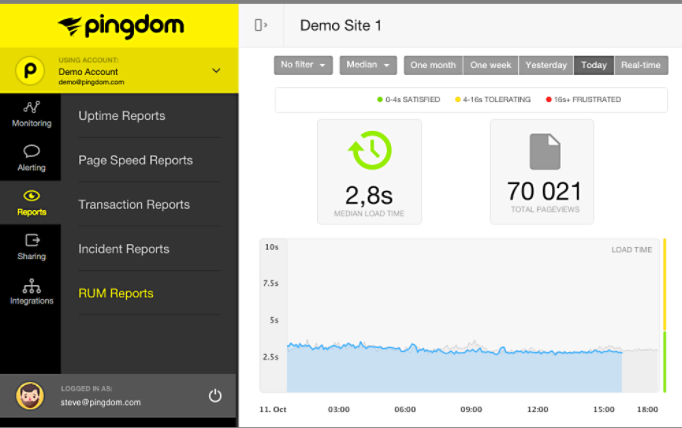 pingdom
USING ACCOUNT:
Demo Account
demo@pingdom.com
Monitoring
Alerting
Reports
Sharing
Integrations
Uptime Reports
Page Speed Reports
Transaction Reports
Incident Reports
RUM Reports
LOGGED IN AS:
steve@pingdom.com
Demo Site 1
No filter
Median
One month
One week
Yesterday
Today
Real-time
0-4s SATISFIED
4-16s TOLERATING
16s+ FRUSTRATED
2,8s
MEDIAN LOAD TIME
70 021
TOTAL PAGEVIEWS
LOAD TIME
10s
7.5s
5s
2.5s
11. Oct 03:00 06:00 09:00 12:00 15:00 18:00